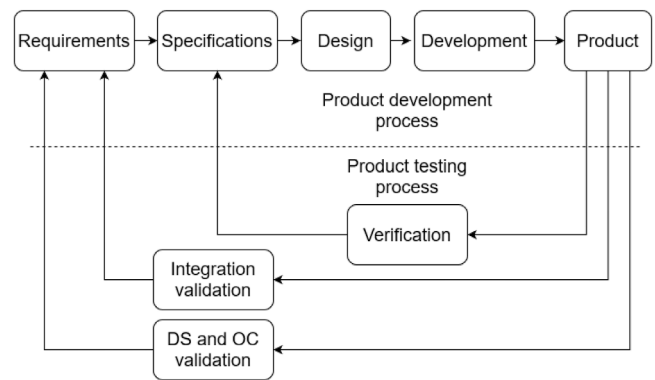 Requirements
Specifications
Design
Development
Product
Product development
process
Product testing
process
Verification
Integration
validation
DS and OC
validation